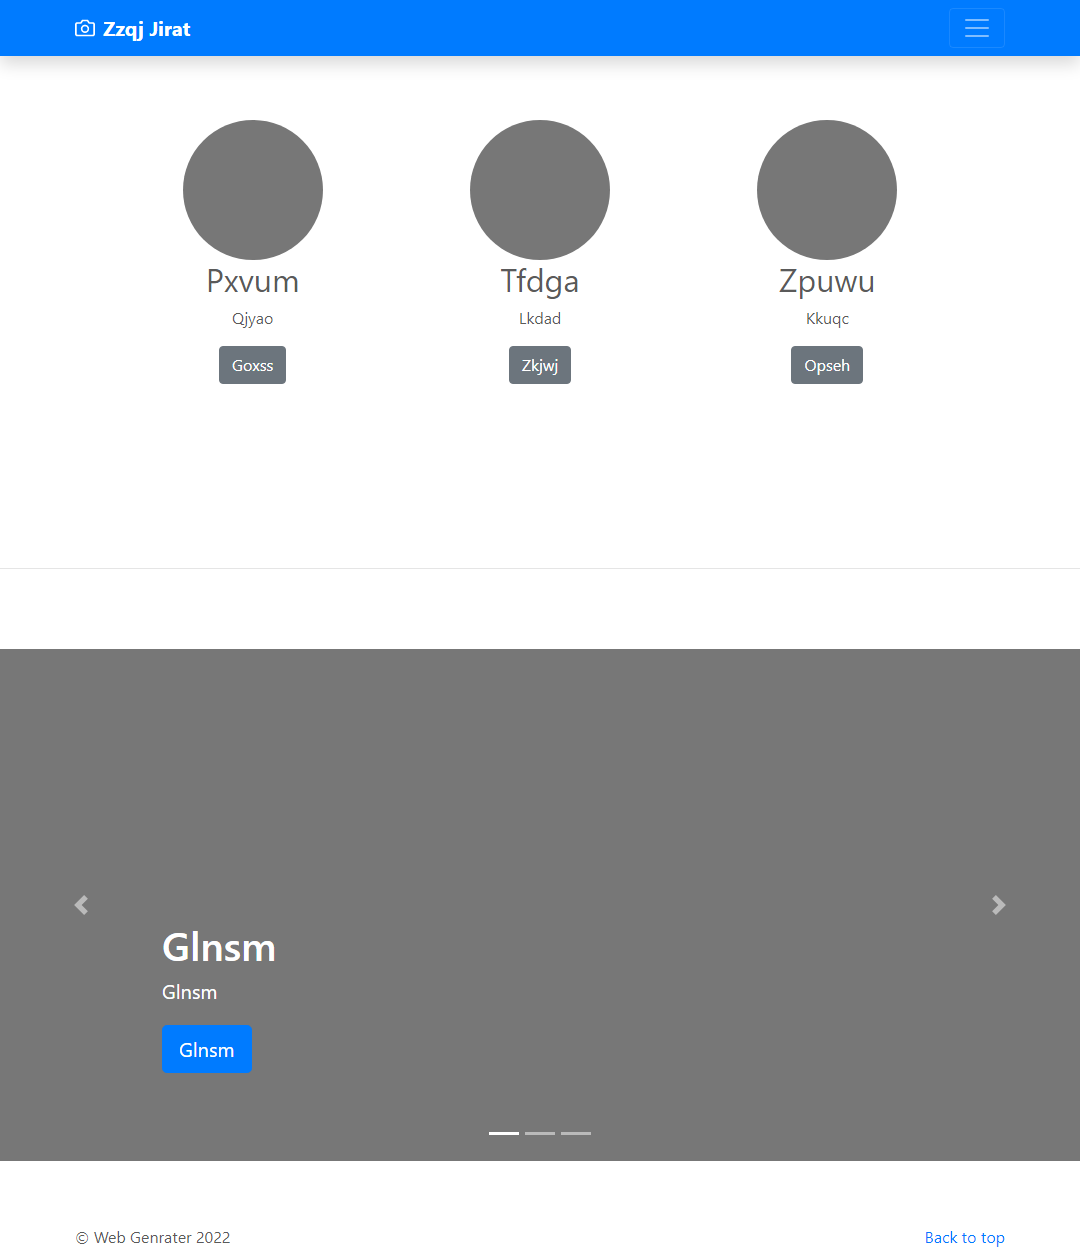 Zzqj Jirat
Pxvum Tfdga Zpuwu
Qjyao Lkdad Kkuqc
Goxss Zkjwj Opseh
Glnsm
Glnsm
Glnsm
© Web Genrater 2022 Back to top